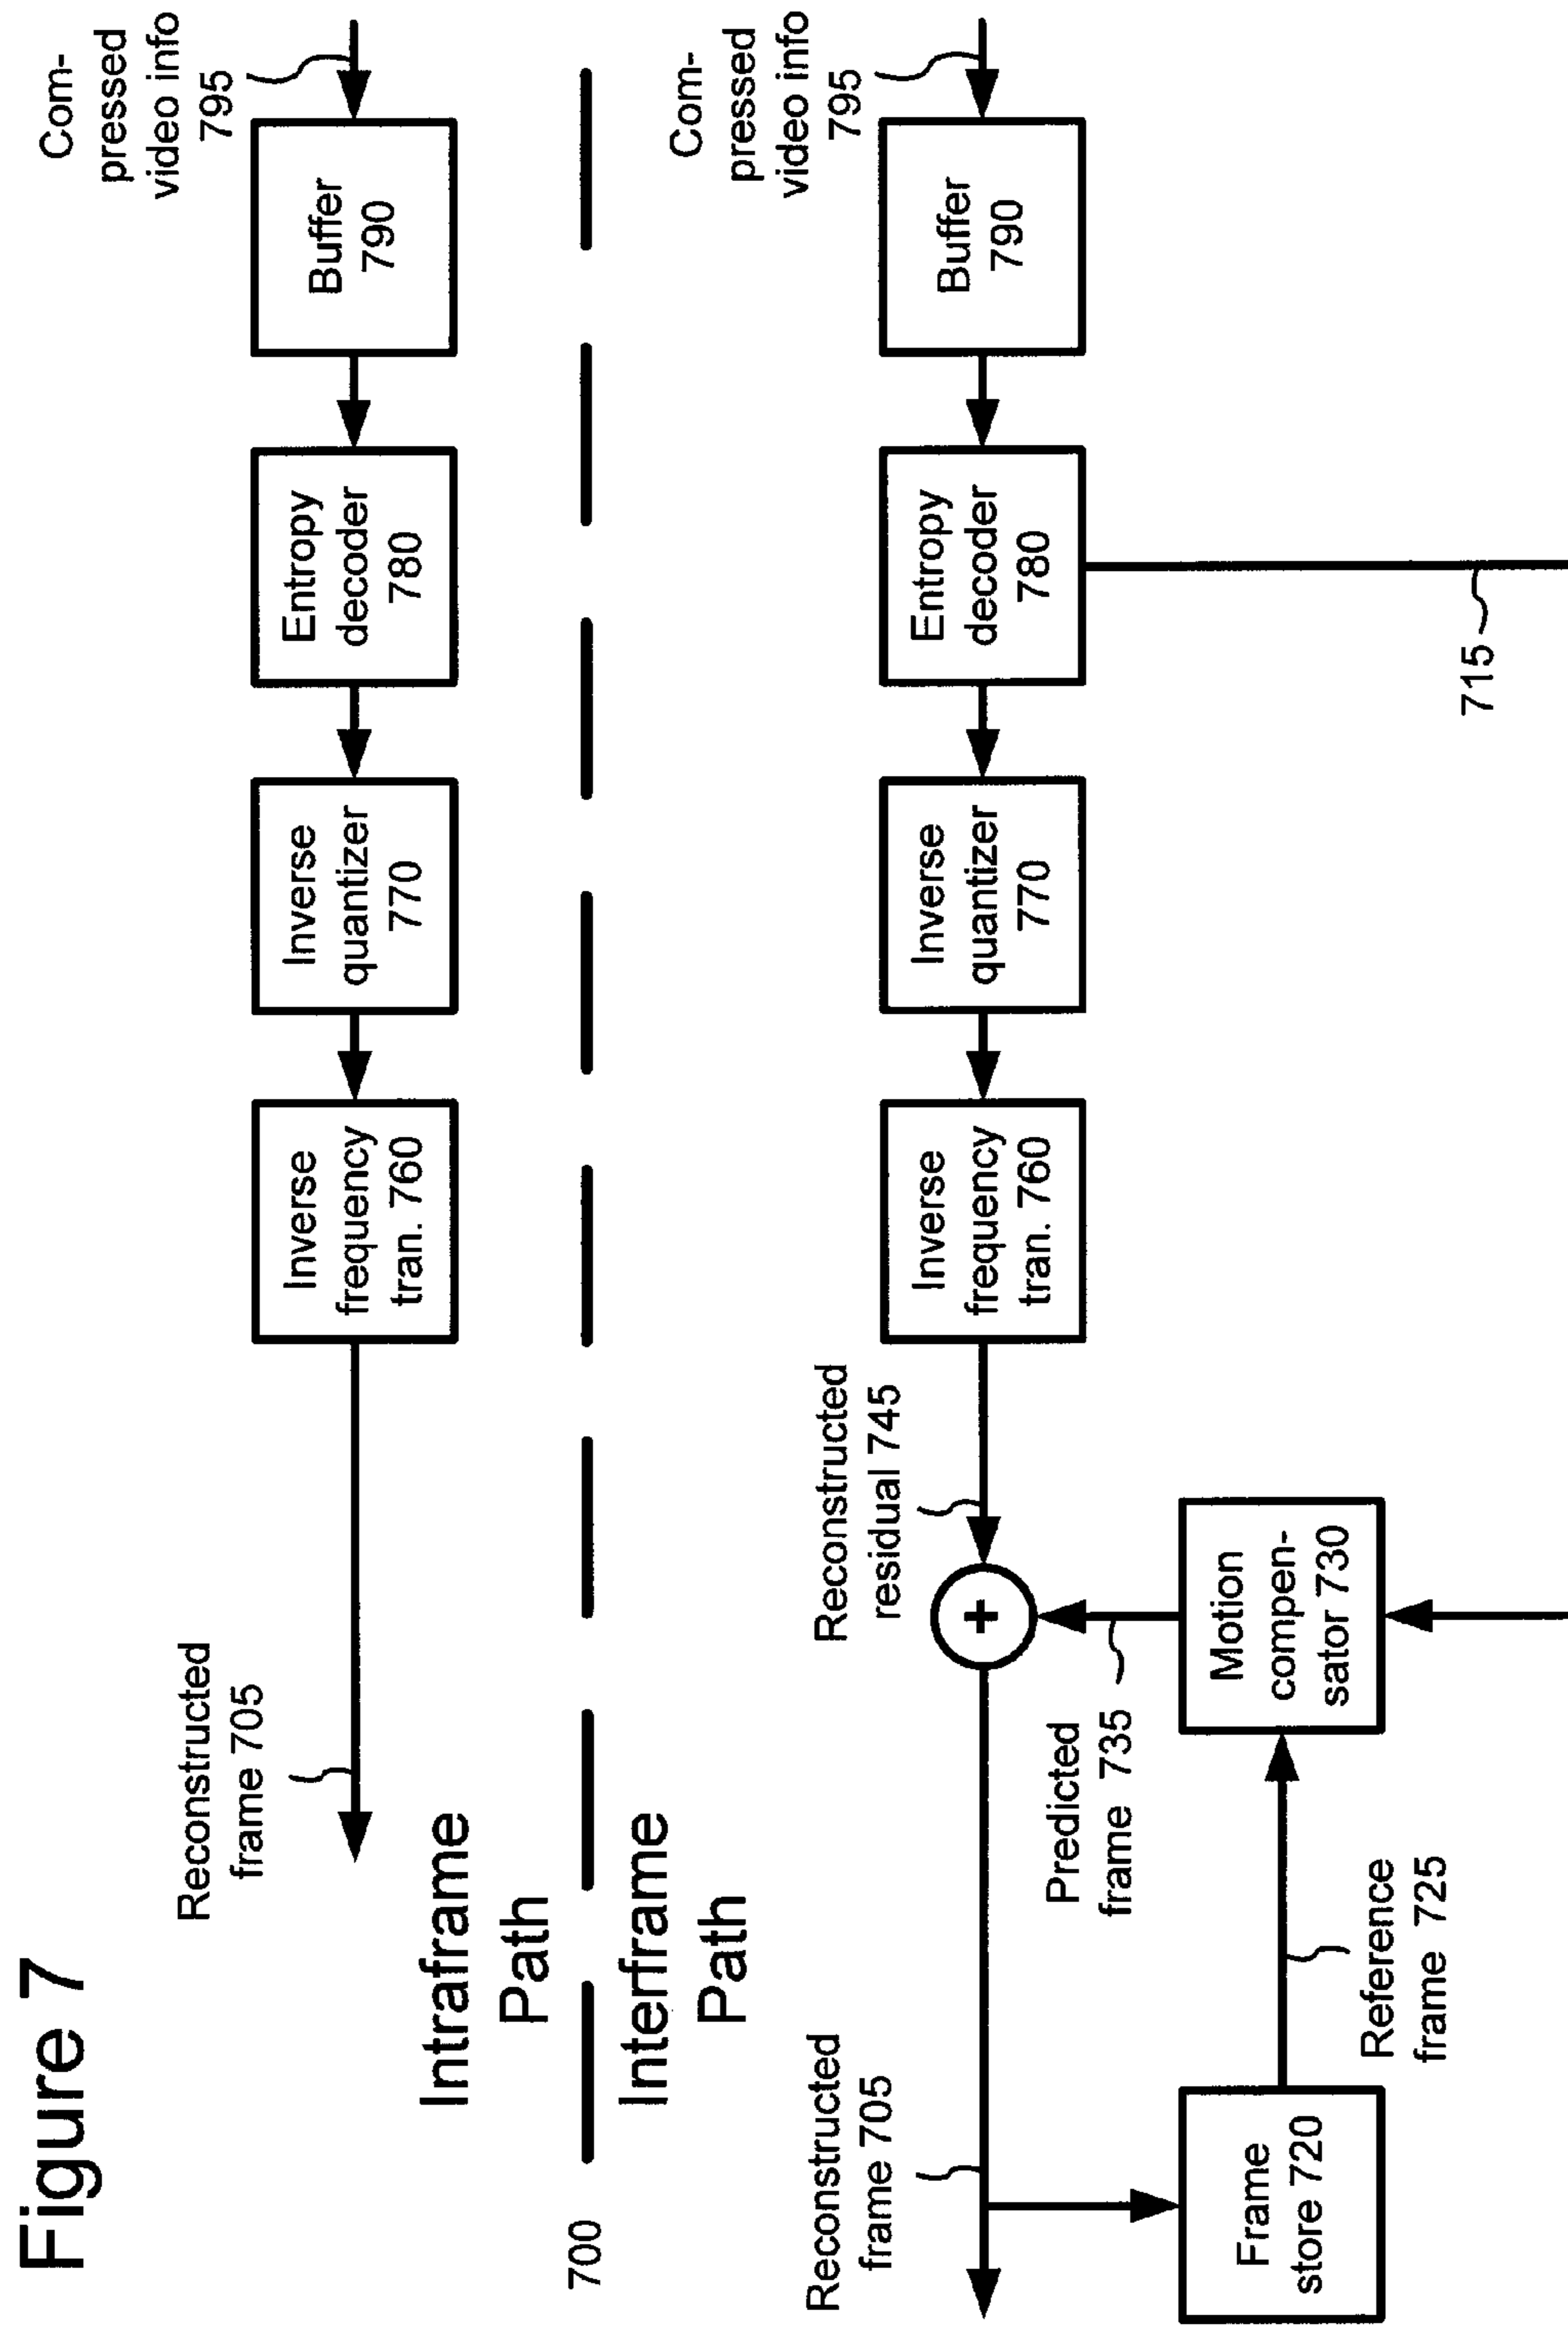 Figure 7
Reconstructed
frame 705
Inverse
frequency
tran. 760
Inverse
quantizer
770
Entropy
decoder
780
Buffer
790
Com-
pressed
video info
795
Intraframe
Path
700
Interframe
Path
Reconstructed
frame 705
Reconstructed
residual 745
+
Inverse
frequency
tran. 760
Inverse
quantizer
770
Entropy
decoder
780
Buffer
790
Com-
pressed
video info
795
Predicted
frame 735
Frame
store 720
Reference
frame 725
Motion
compen-
sator 730
715